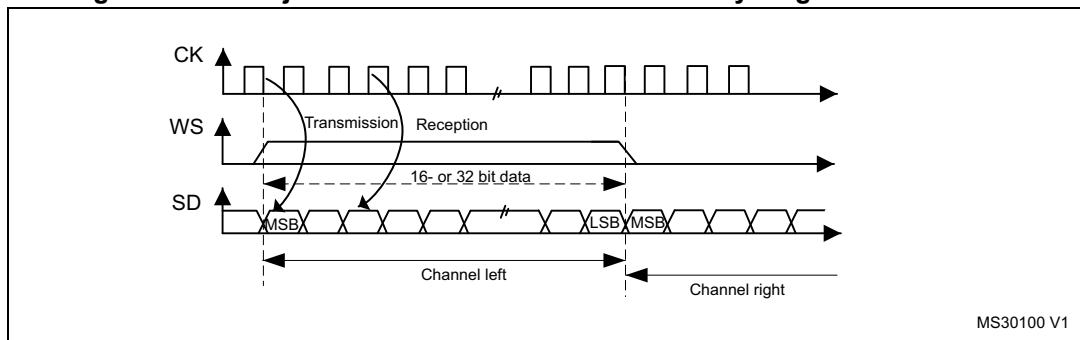 CK
Transmission
Reception
WS
16- or 32 bit data
SD
MSB
LSB
MSB
Channel left
Channel right
MS30100 V1